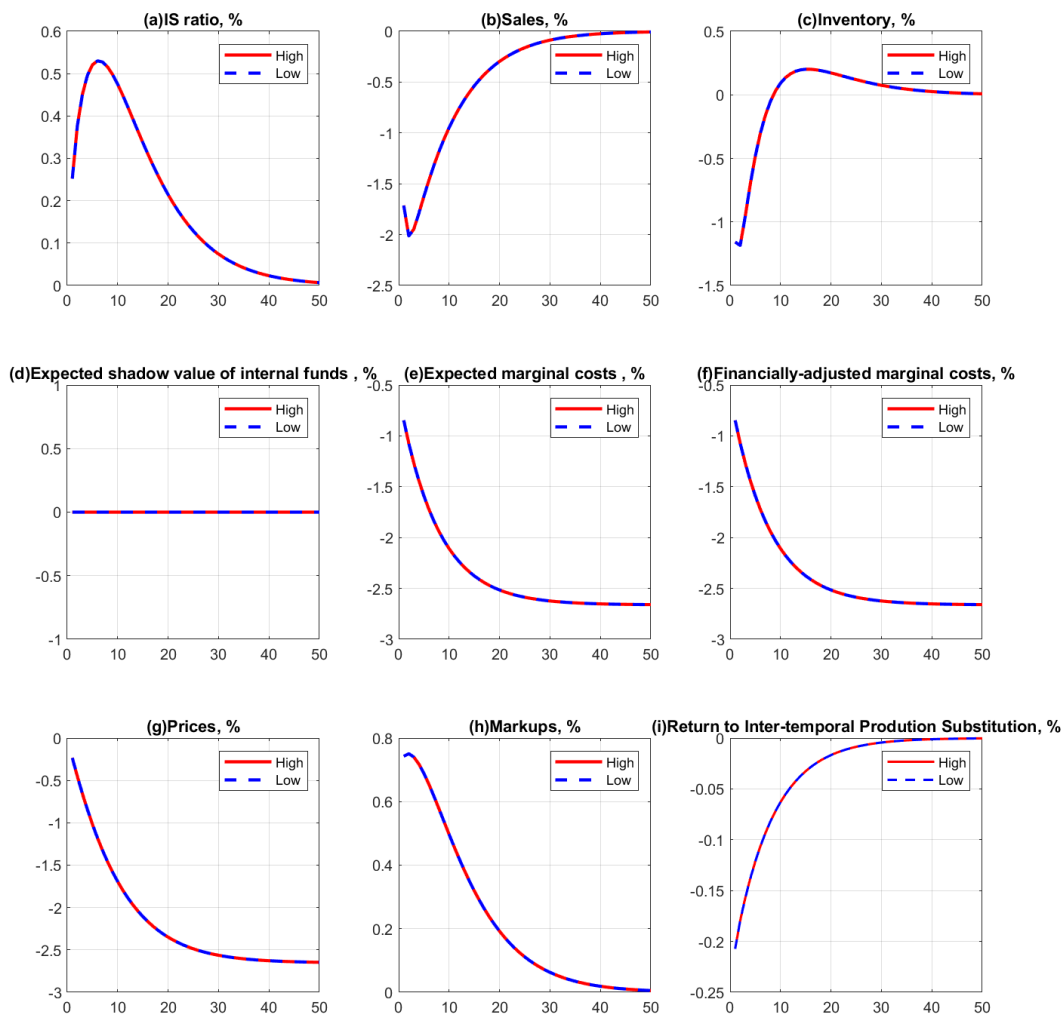 (a)IS ratio, %
0.6
0.5
0.4
0.3
0.2
0.1
0
0 10 20 30 40 50
High
Low
(b)Sales, %
0
-0.5
-1
-1.5
-2
-2.5
0 10 20 30 40 50
High
Low
(c)Inventory, %
0.5
0
-0.5
-1
-1.5
0 10 20 30 40 50
High
Low
(d)Expected shadow value of internal funds , %
1
0.5
0
-0.5
-1
0 10 20 30 40 50
High
Low
(e)Expected marginal costs , %
-0.5
-1
-1.5
-2
-2.5
-3
0 10 20 30 40 50
High
Low
(f)Financially-adjusted marginal costs, %
-0.5
-1
-1.5
-2
-2.5
-3
0 10 20 30 40 50
High
Low
(g)Prices, %
0
-0.5
-1
-1.5
-2
-2.5
-3
0 10 20 30 40 50
High
Low
(h)Markups, %
0.8
0.6
0.4
0.2
0
0 10 20 30 40 50
High
Low
(i)Return to Inter-temporal Prodution Substitution, %
0
-0.05
-0.1
-0.15
-0.2
-0.25
0 10 20 30 40 50
High
Low